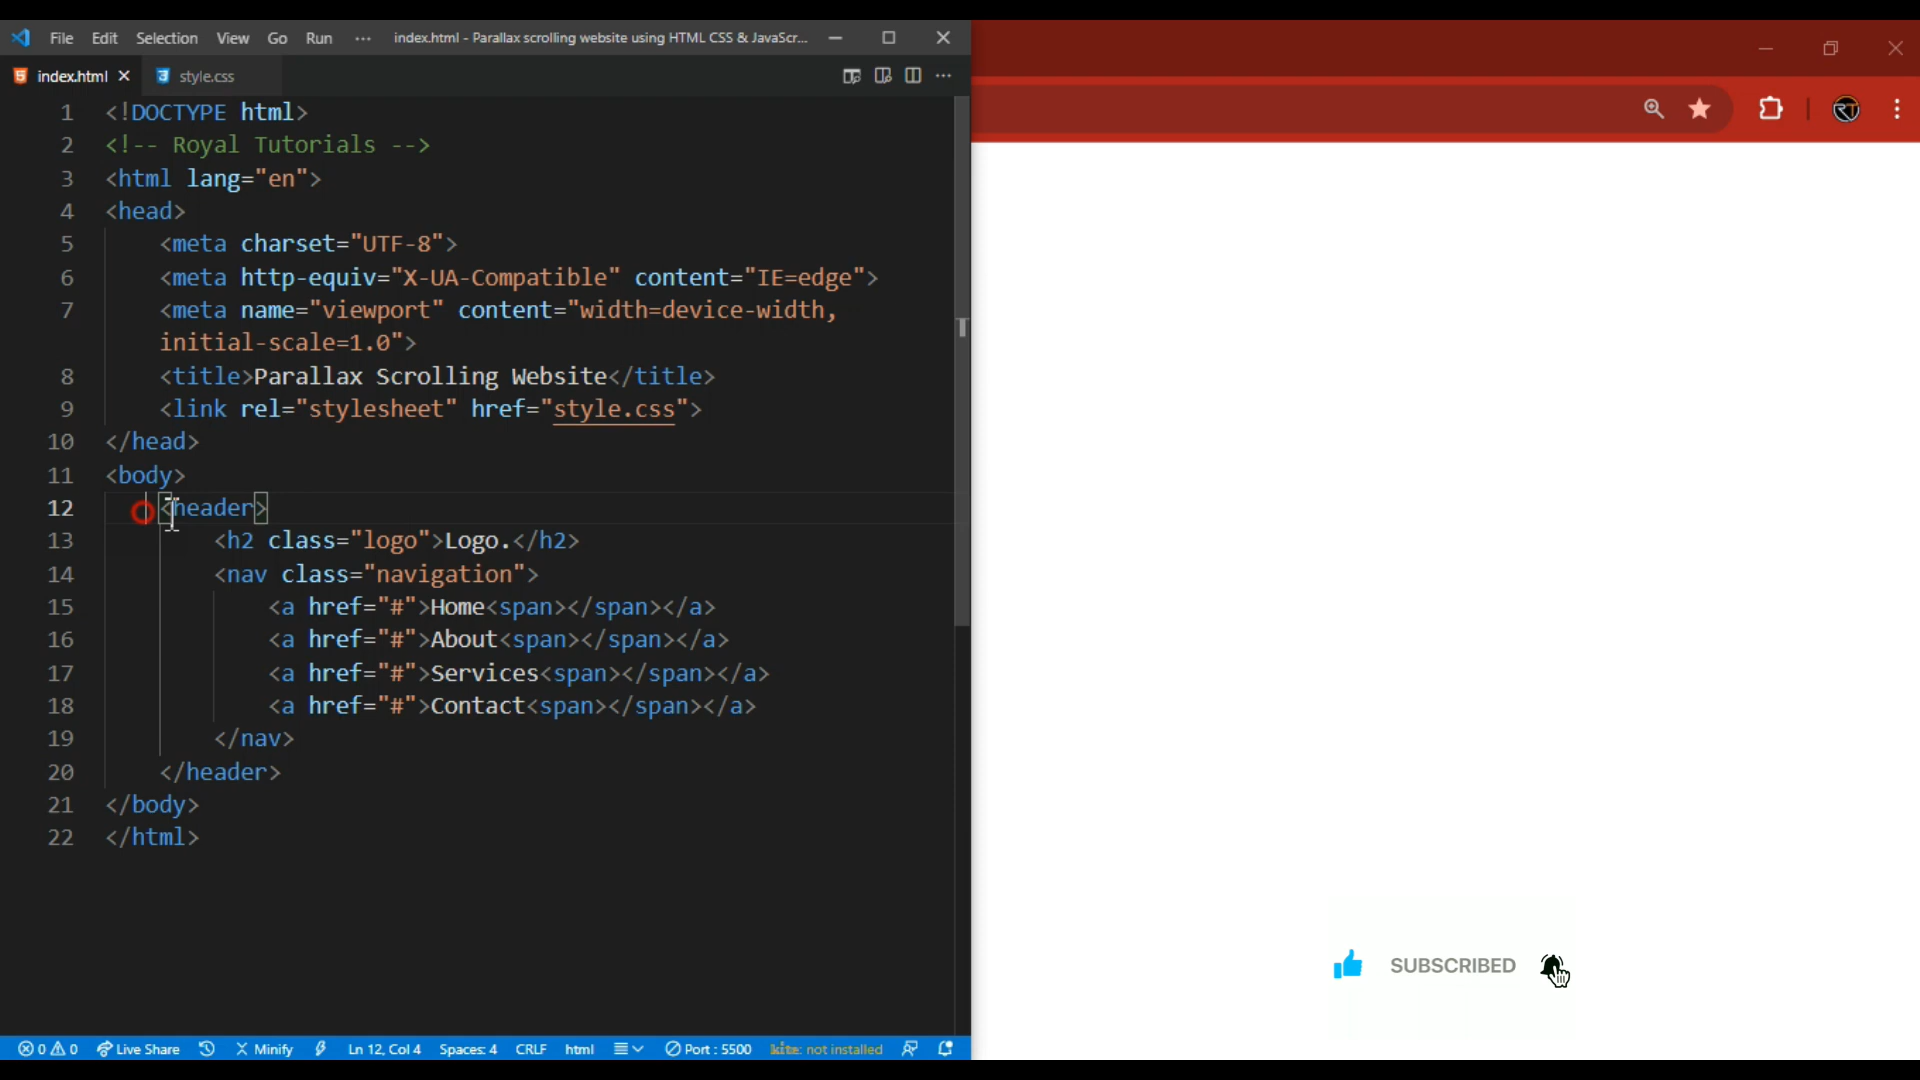 File Edit Selection View Go Run ··· index.html - Parallax scrolling website using HTML CSS & JavaScr...
index.html style.css
1 <!DOCTYPE html>
2 <!-- Royal Tutorials -->
3 <html lang="en">
4 <head>
5 <meta charset="UTF-8">
6 <meta http-equiv="X-UA-Compatible" content="IE=edge">
7 <meta name="viewport" content="width=device-width,
initial-scale=1.0">
8 <title>Parallax Scrolling Website</title>
9 <link rel="stylesheet" href="style.css">
10 </head>
11 <body>
12 <header>
13 <h2 class="logo">Logo.</h2>
14 <nav class="navigation">
15 <a href="#">Home<span></span></a>
16 <a href="#">About<span></span></a>
17 <a href="#">Services<span></span></a>
18 <a href="#">Contact<span></span></a>
19 </nav>
20 </header>
21 </body>
22 </html>
RT
SUBSCRIBED
0 0 Live Share Minify Ln 12, Col 4 Spaces: 4 CRLF html Port : 5500 kite: not installed